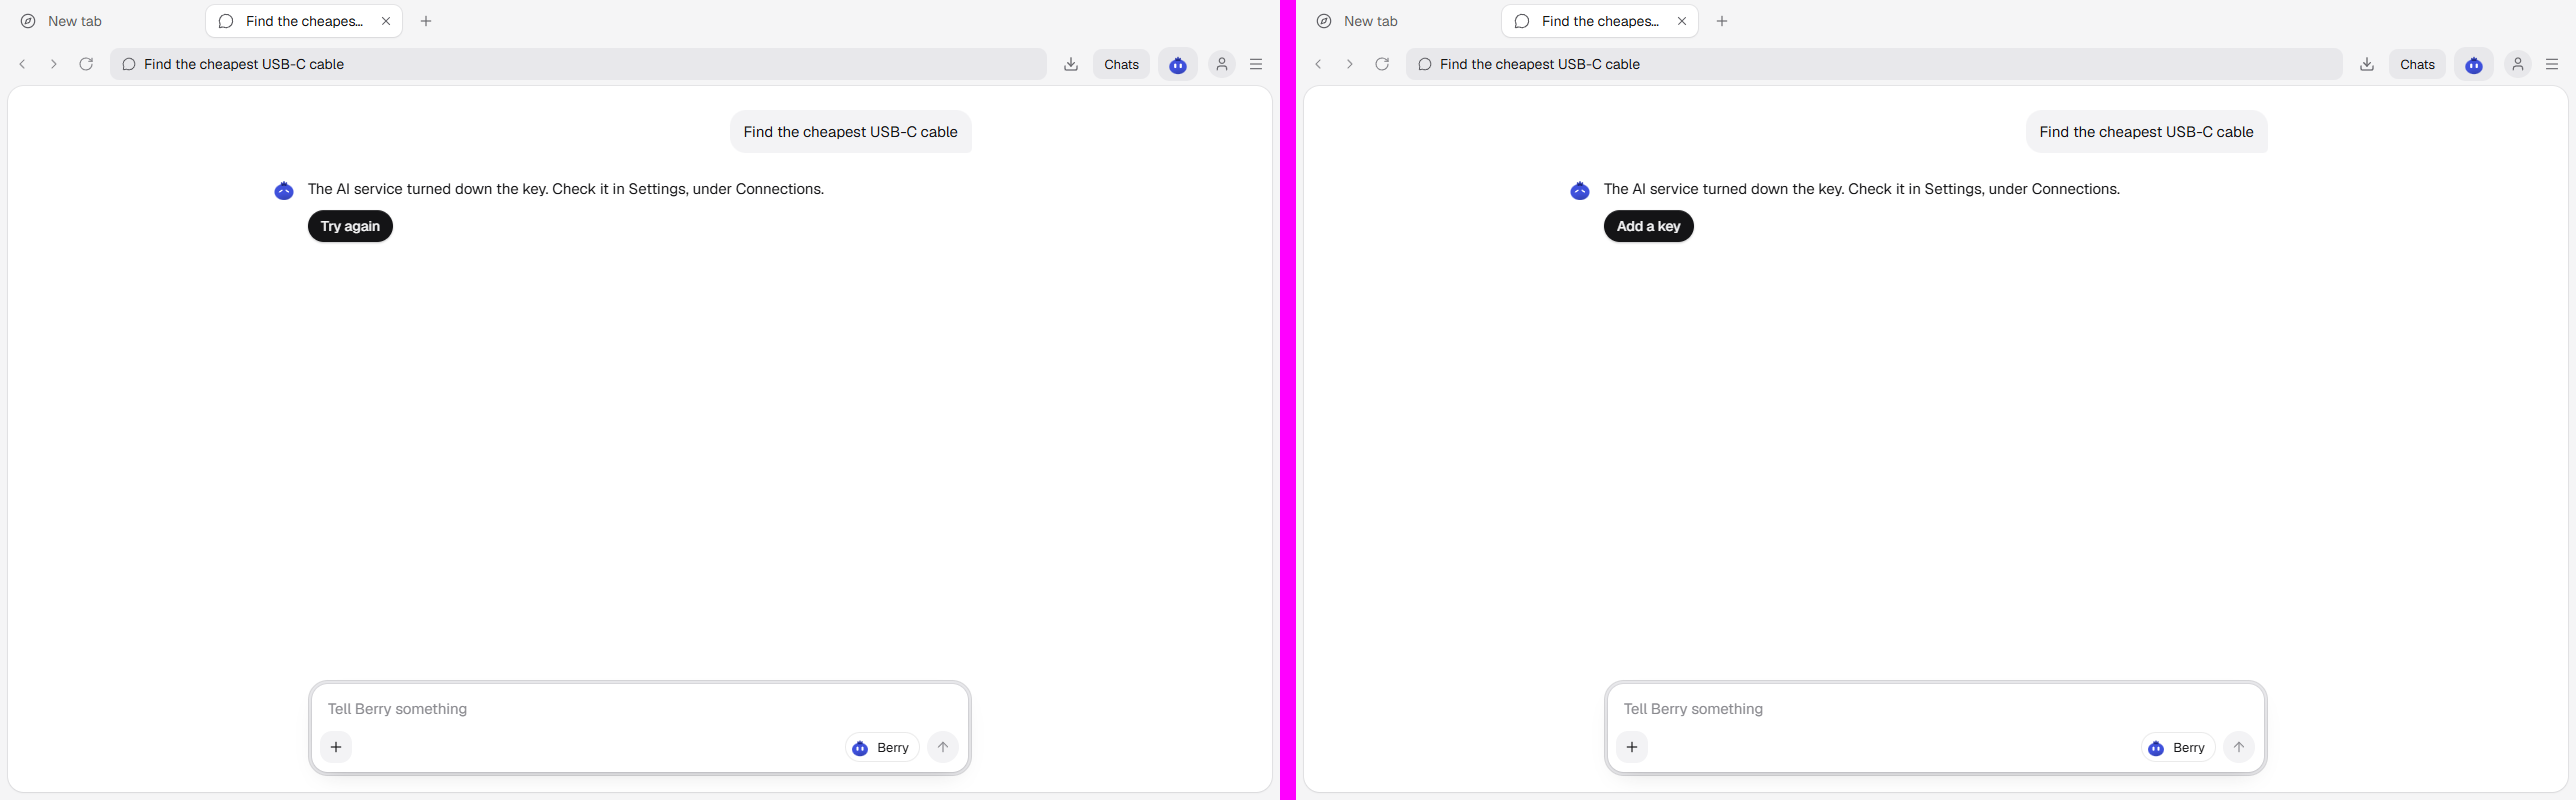 New tab
Find the cheapes...
Find the cheapest USB-C cable
Chats
Find the cheapest USB-C cable
The AI service turned down the key. Check it in Settings, under Connections.
Try again
Tell Berry something
Berry
New tab
Find the cheapes...
Find the cheapest USB-C cable
Chats
Find the cheapest USB-C cable
The AI service turned down the key. Check it in Settings, under Connections.
Add a key
Tell Berry something
Berry